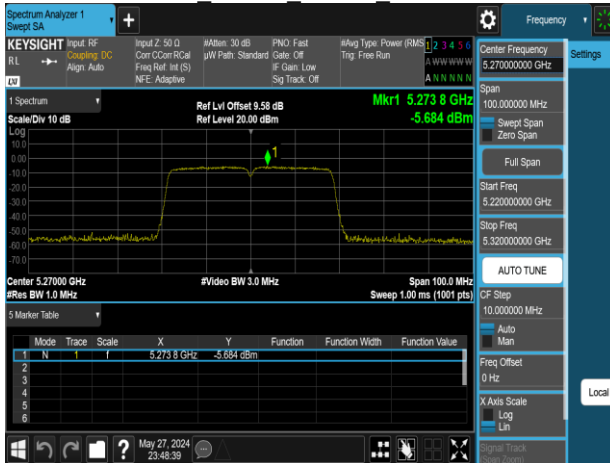 Spectrum Analyzer 1
Swept SA
+
Frequency
KEYSIGHT
RL
LXI
Input: RF
Coupling: DC
Align: Auto
Input Z: 50 Ω
Corr CCorr RCal
Freq Ref: Int (S)
NFE: Adaptive
#Atten: 30 dB
µW Path: Standard
PNO: Fast
Gate: Off
IF Gain: Low
Sig Track: Off
#Avg Type: Power (RMS
Trig: Free Run
1 2 3 4 5 6
A W W W W W
A N N N N N
Center Frequency
5.270000000 GHz
Settings
Span
100.000000 MHz
Swept Span
Zero Span
Full Span
Start Freq
5.220000000 GHz
Stop Freq
5.320000000 GHz
AUTO TUNE
CF Step
10.000000 MHz
Auto
Man
Freq Offset
0 Hz
X Axis Scale
Log
Lin
Signal Track
(Span Zoom)
Local
1 Spectrum
Scale/Div 10 dB
Ref Lvl Offset 9.58 dB
Ref Level 20.00 dBm
Mkr1 5.273 8 GHz
-5.684 dBm
Log
10.0
0.00
-10.0
-20.0
-30.0
-40.0
-50.0
-60.0
-70.0
1
Center 5.27000 GHz
#Res BW 1.0 MHz
#Video BW 3.0 MHz
Span 100.0 MHz
Sweep 1.00 ms (1001 pts)
5 Marker Table
Mode Trace Scale X Y Function Function Width Function Value
1 N 1 f 5.273 8 GHz -5.684 dBm
2
3
4
5
6
?
May 27, 2024
23:48:39